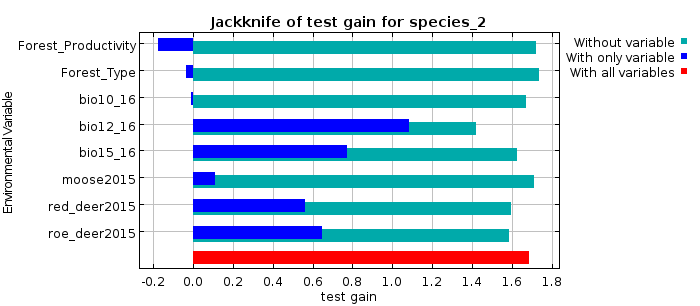 Jackknife of test gain for species_2
Environmental Variable
Forest_Productivity
Forest_Type
bio10_16
bio12_16
bio15_16
moose2015
red_deer2015
roe_deer2015
Without variable
With only variable
With all variables
-0.2 0.0 0.2 0.4 0.6 0.8 1.0 1.2 1.4 1.6 1.8
test gain